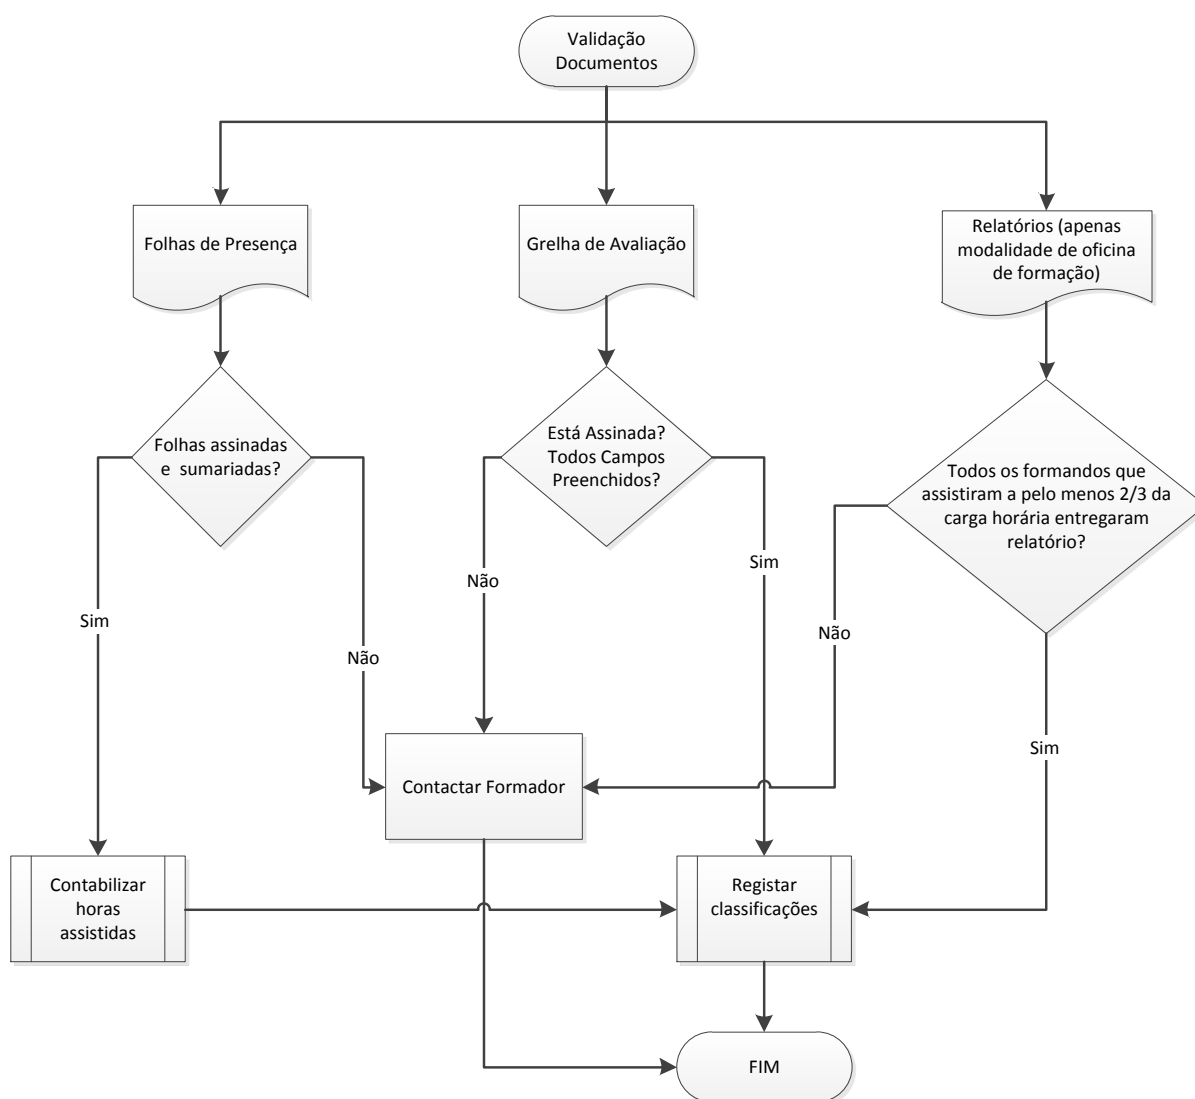 Validação
Documentos
Folhas de Presença
Grelha de Avaliação
Relatórios (apenas
modalidade de oficina
de formação)
Folhas assinadas
e sumariadas?
Está Assinada?
Todos Campos
Preenchidos?
Todos os formandos que
assistiram a pelo menos 2/3 da
carga horária entregaram
relatório?
Sim
Não
Não
Sim
Não
Sim
Contactar Formador
Contabilizar
horas
assistidas
Registar
classificações
FIM